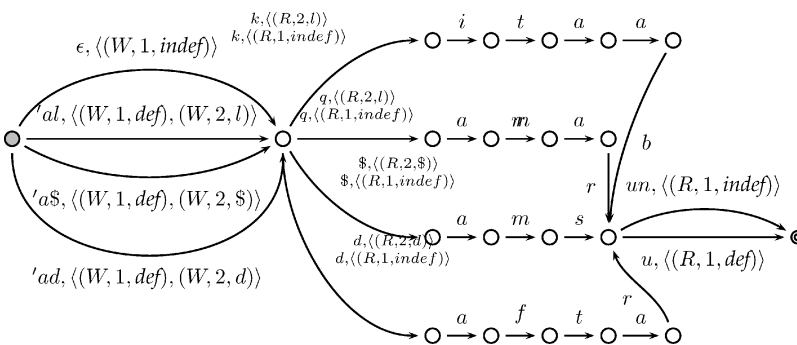 k,⟨(R,2,l)⟩
k,⟨(R,1,indef)⟩
i t a a
ϵ,⟨(W,1,indef)⟩
′al,⟨(W,1,def),(W,2,l)⟩
q,⟨(R,2,l)⟩
q,⟨(R,1,indef)⟩
a m a
b
′a$,⟨(W,1,def),(W,2,$)⟩
$,⟨(R,2,$)⟩
$,⟨(R,1,indef)⟩
r
un,⟨(R,1,indef)⟩
a m s
d,⟨(R,2,d)⟩
d,⟨(R,1,indef)⟩
u,⟨(R,1,def)⟩
′ad,⟨(W,1,def),(W,2,d)⟩
r
a f t a